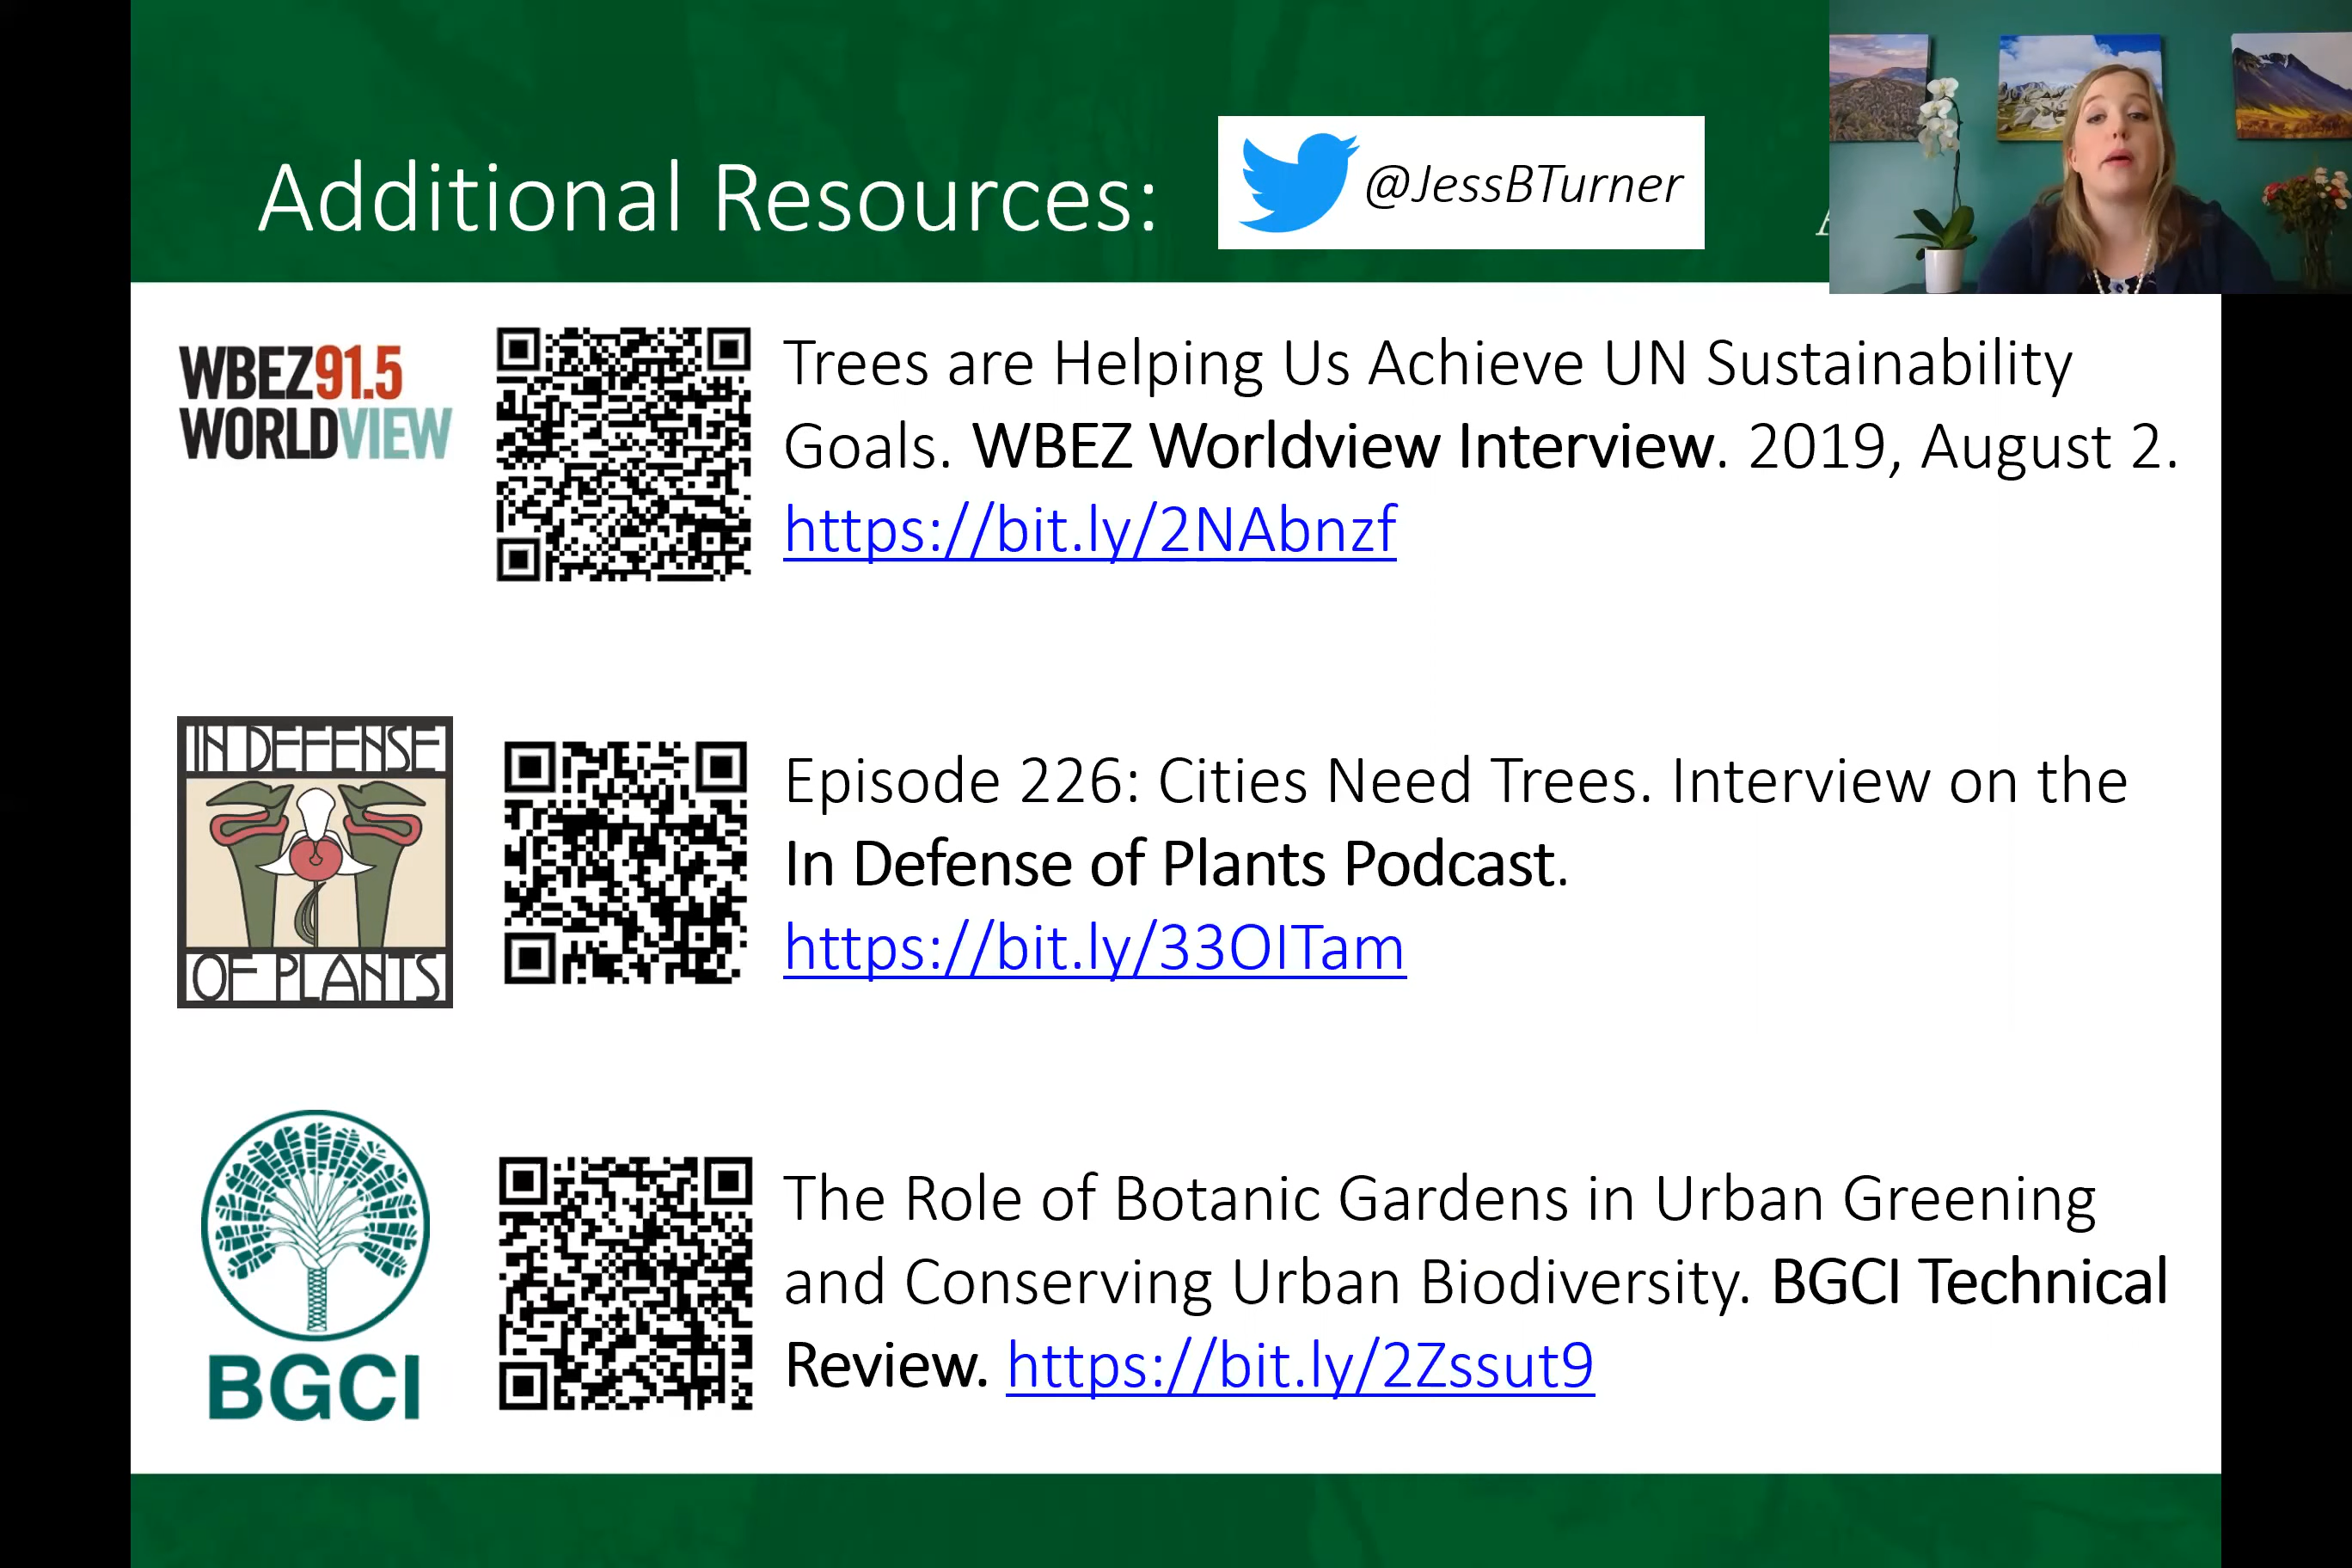 Additional Resources:
@JessBTurner
WBEZ91.5
WORLDVIEW
Trees are Helping Us Achieve UN Sustainability
Goals. WBEZ Worldview Interview. 2019, August 2.
https://bit.ly/2NAbnzf
IN DEFENSE
OF PLANTS
Episode 226: Cities Need Trees. Interview on the
In Defense of Plants Podcast.
https://bit.ly/33OITam
BGCI
The Role of Botanic Gardens in Urban Greening
and Conserving Urban Biodiversity. BGCI Technical
Review. https://bit.ly/2Zssut9